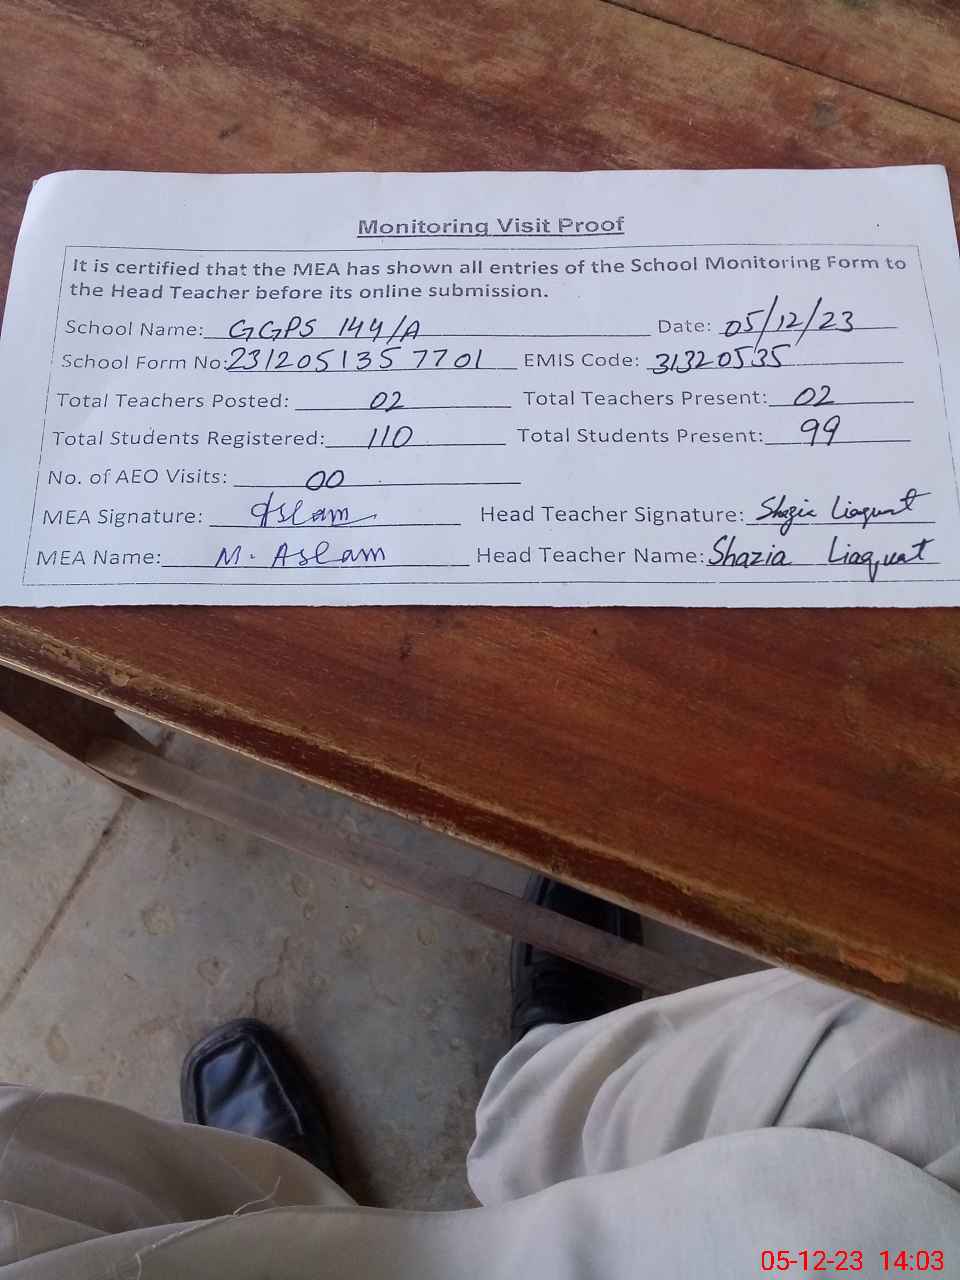 Monitoring Visit Proof
It is certified that the MEA has shown all entries of the School Monitoring Form to
the Head Teacher before its online submission.
School Name: GGPS 144/A Date: 05/12/23
School Form No: 2312051357701 EMIS Code: 31320535
Total Teachers Posted: 02 Total Teachers Present: 02
Total Students Registered: 110 Total Students Present: 99
No. of AEO Visits: 00
MEA Signature: Aslam Head Teacher Signature: Shazia Liaquat
MEA Name: M. Aslam Head Teacher Name: Shazia Liaquat
05-12-23 14:03